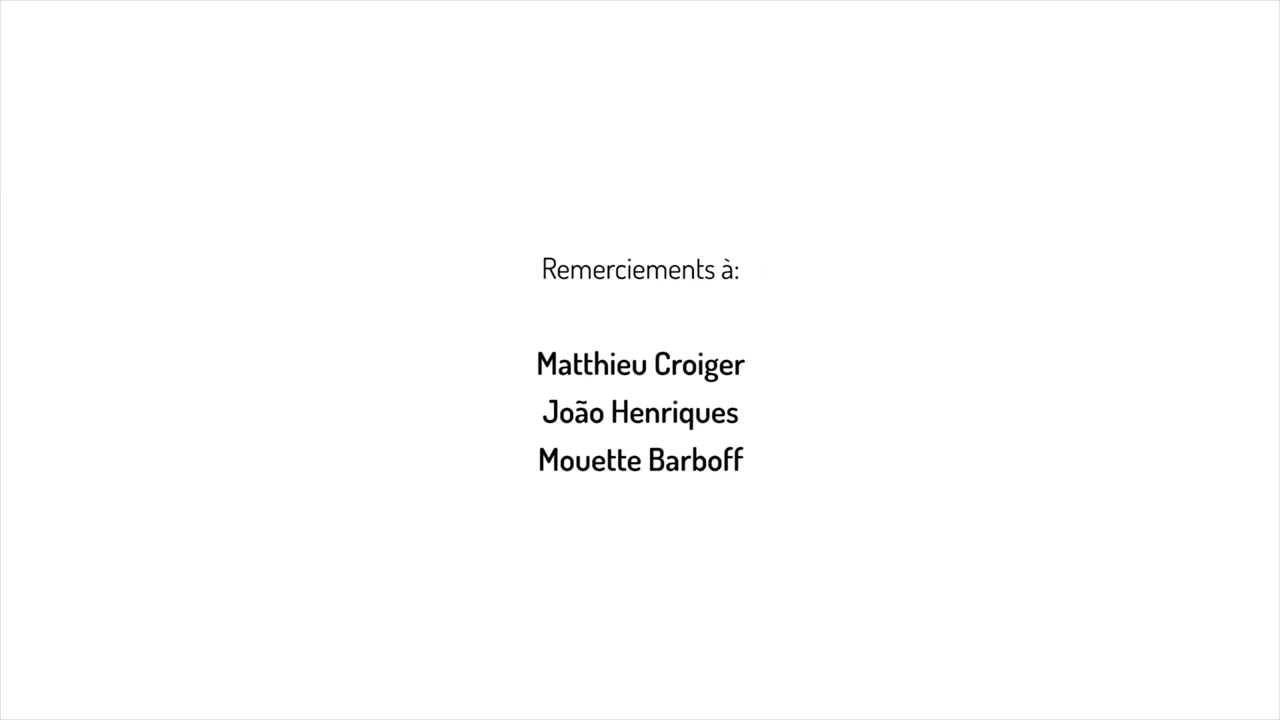 Remerciements à:
Matthieu Croiger
João Henriques
Mouette Barboff